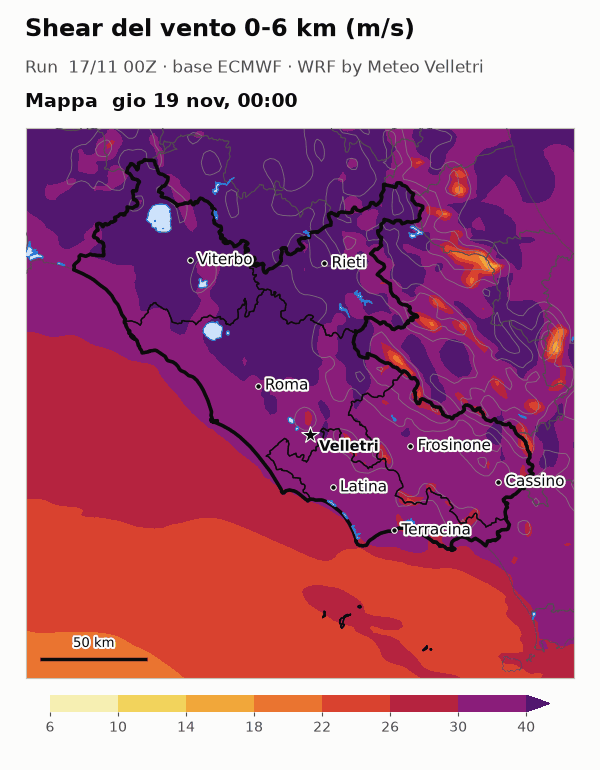 Shear del vento 0-6 km (m/s)
Run 17/11 00Z · base ECMWF · WRF by Meteo Velletri
Mappa gio 19 nov, 00:00
Viterbo
Rieti
Roma
Velletri
Frosinone
Cassino
Latina
Terracina
50 km
6 10 14 18 22 26 30 40